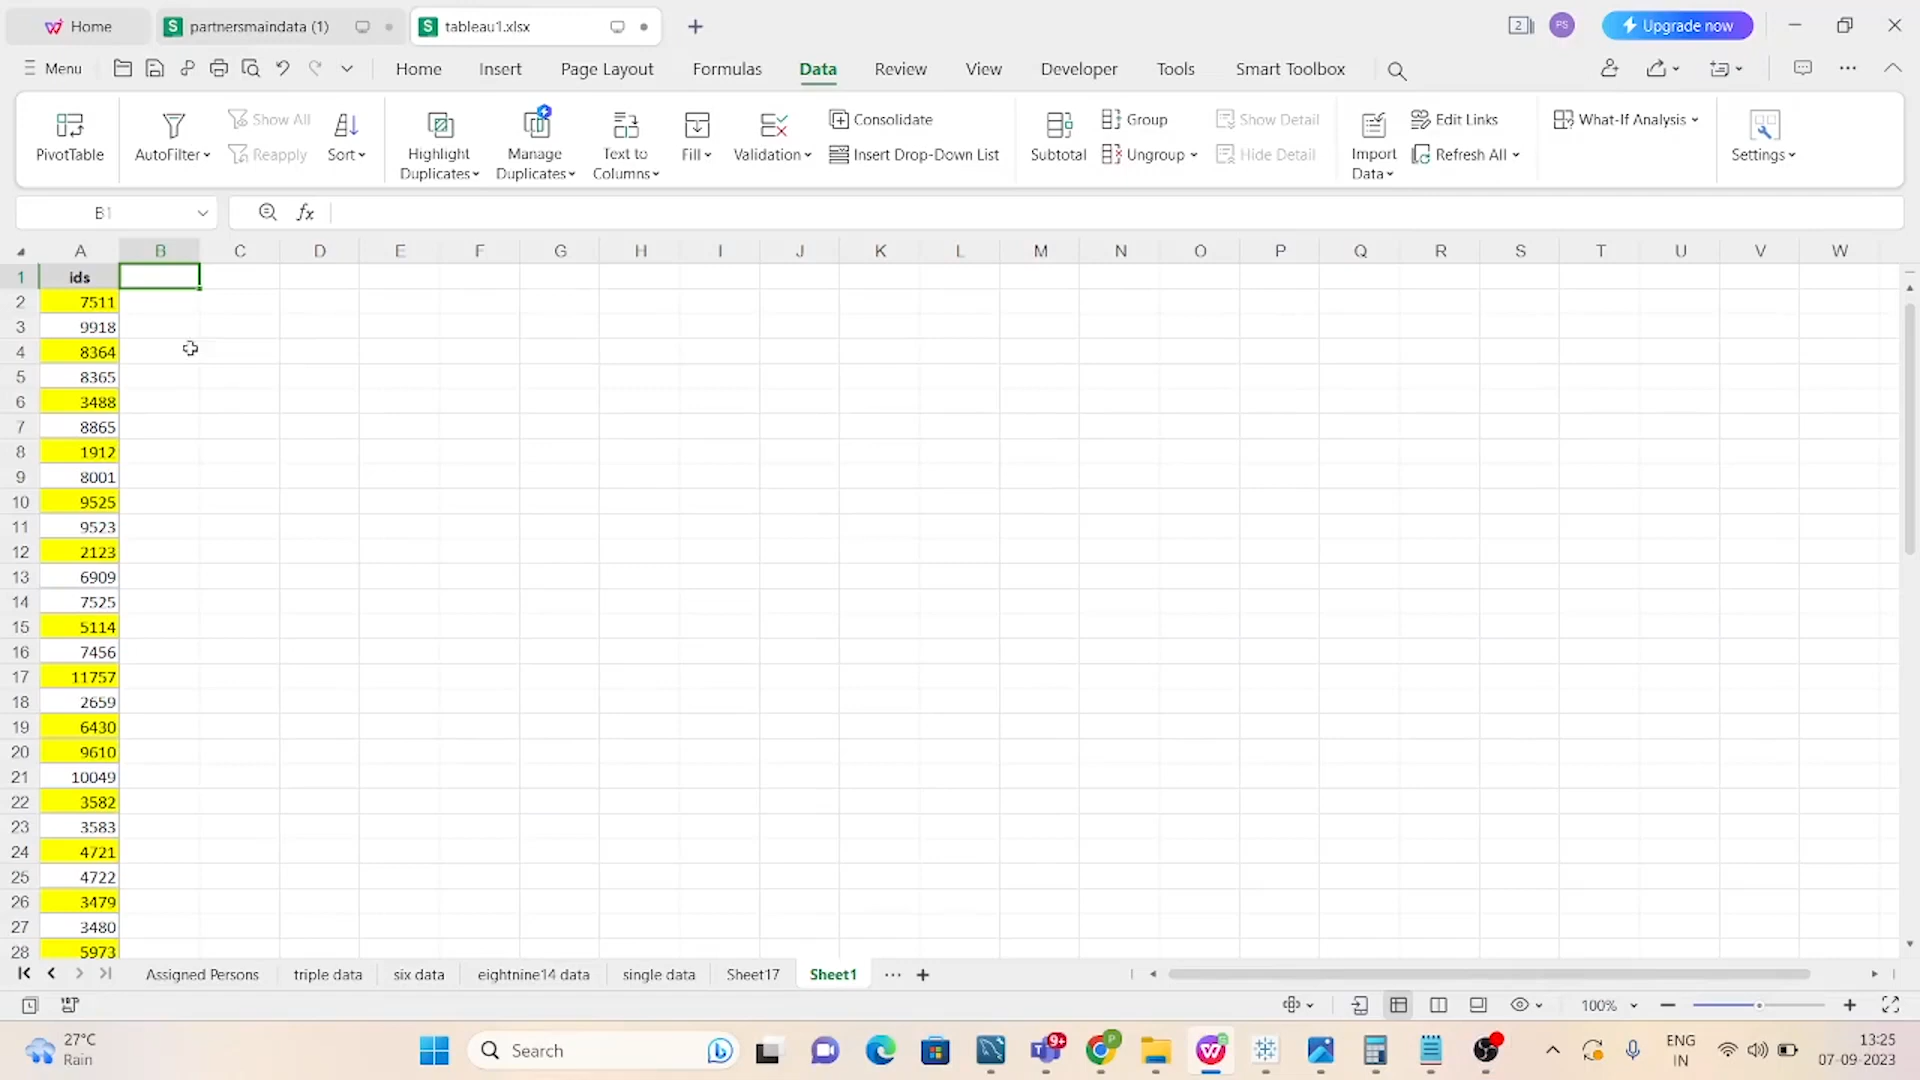 Home partnersmaindata (1) tableau1.xlsx 2 PS Upgrade now
Menu Home Insert Page Layout Formulas Data Review View Developer Tools Smart Toolbox
PivotTable AutoFilter Show All Reapply Sort Highlight Duplicates Manage Duplicates Text to Columns Fill Validation Consolidate Insert Drop-Down List Subtotal Group Ungroup Show Detail Hide Detail Import Data Edit Links Refresh All What-If Analysis Settings
B1 fx
A B C D E F G H I J K L M N O P Q R S T U V W
1 ids
2 7511
3 9918
4 8364
5 8365
6 3488
7 8865
8 1912
9 8001
10 9525
11 9523
12 2123
13 6909
14 7525
15 5114
16 7456
17 11757
18 2659
19 6430
20 9610
21 10049
22 3582
23 3583
24 4721
25 4722
26 3479
27 3480
28 5973
Assigned Persons triple data six data eightnine14 data single data Sheet17 Sheet1 ... +
100%
27°C
Rain
Search
9+
P
ENG
IN
13:25
07-09-2023